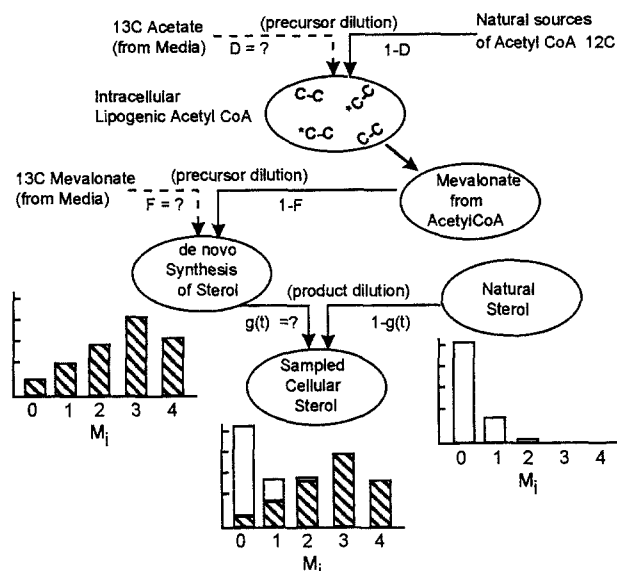 13C Acetate
(from Media)
(precursor dilution)
D = ?
1-D
Natural sources
of Acetyl CoA 12C
Intracellular
Lipogenic Acetyl CoA
C-C
*C-C
*C-C
C-C
13C Mevalonate
(from Media)
(precursor dilution)
F = ?
1-F
Mevalonate
from
AcetylCoA
de novo
Synthesis
of Sterol
(product dilution)
g(t) =?
1-g(t)
Natural
Sterol
Sampled
Cellular
Sterol
0 1 2 3 4
Mi
0 1 2 3 4
Mi
0 1 2 3 4
Mi